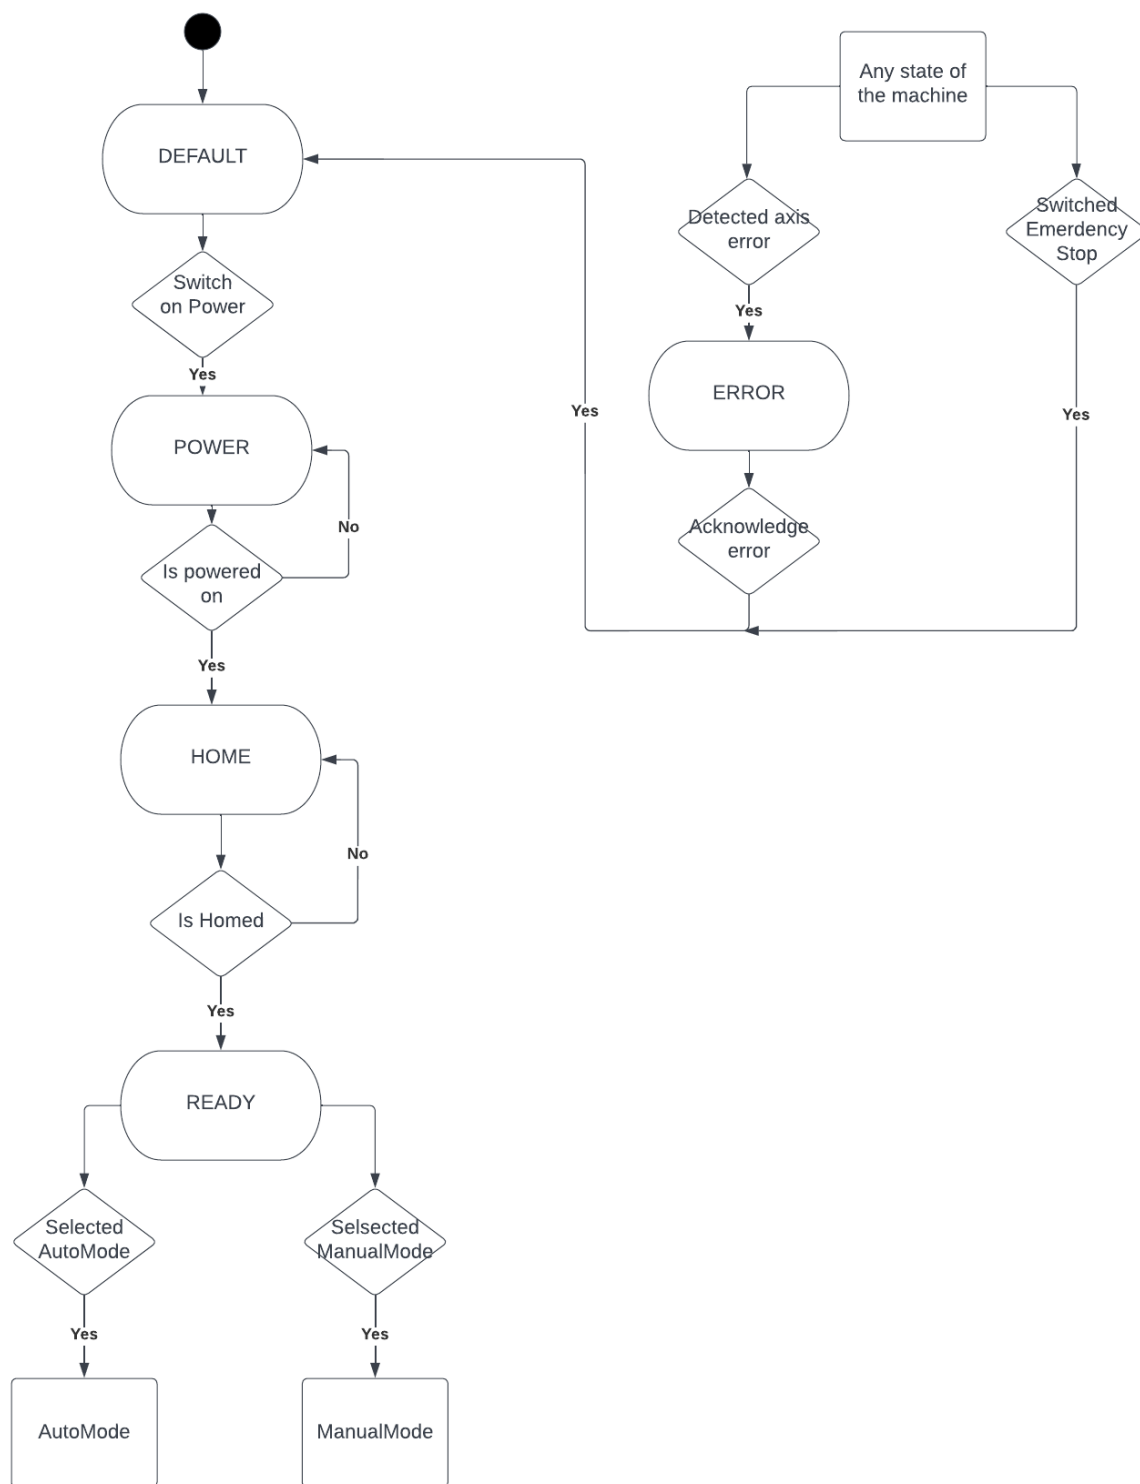 DEFAULT
Switch
on Power
Yes
POWER
No
Is powered
on
Yes
HOME
No
Is Homed
Yes
READY
Selected
AutoMode
Yes
AutoMode
Selsected
ManualMode
Yes
ManualMode
Any state of
the machine
Detected axis
error
Yes
ERROR
Acknowledge
error
Yes
Switched
Emerdency
Stop
Yes